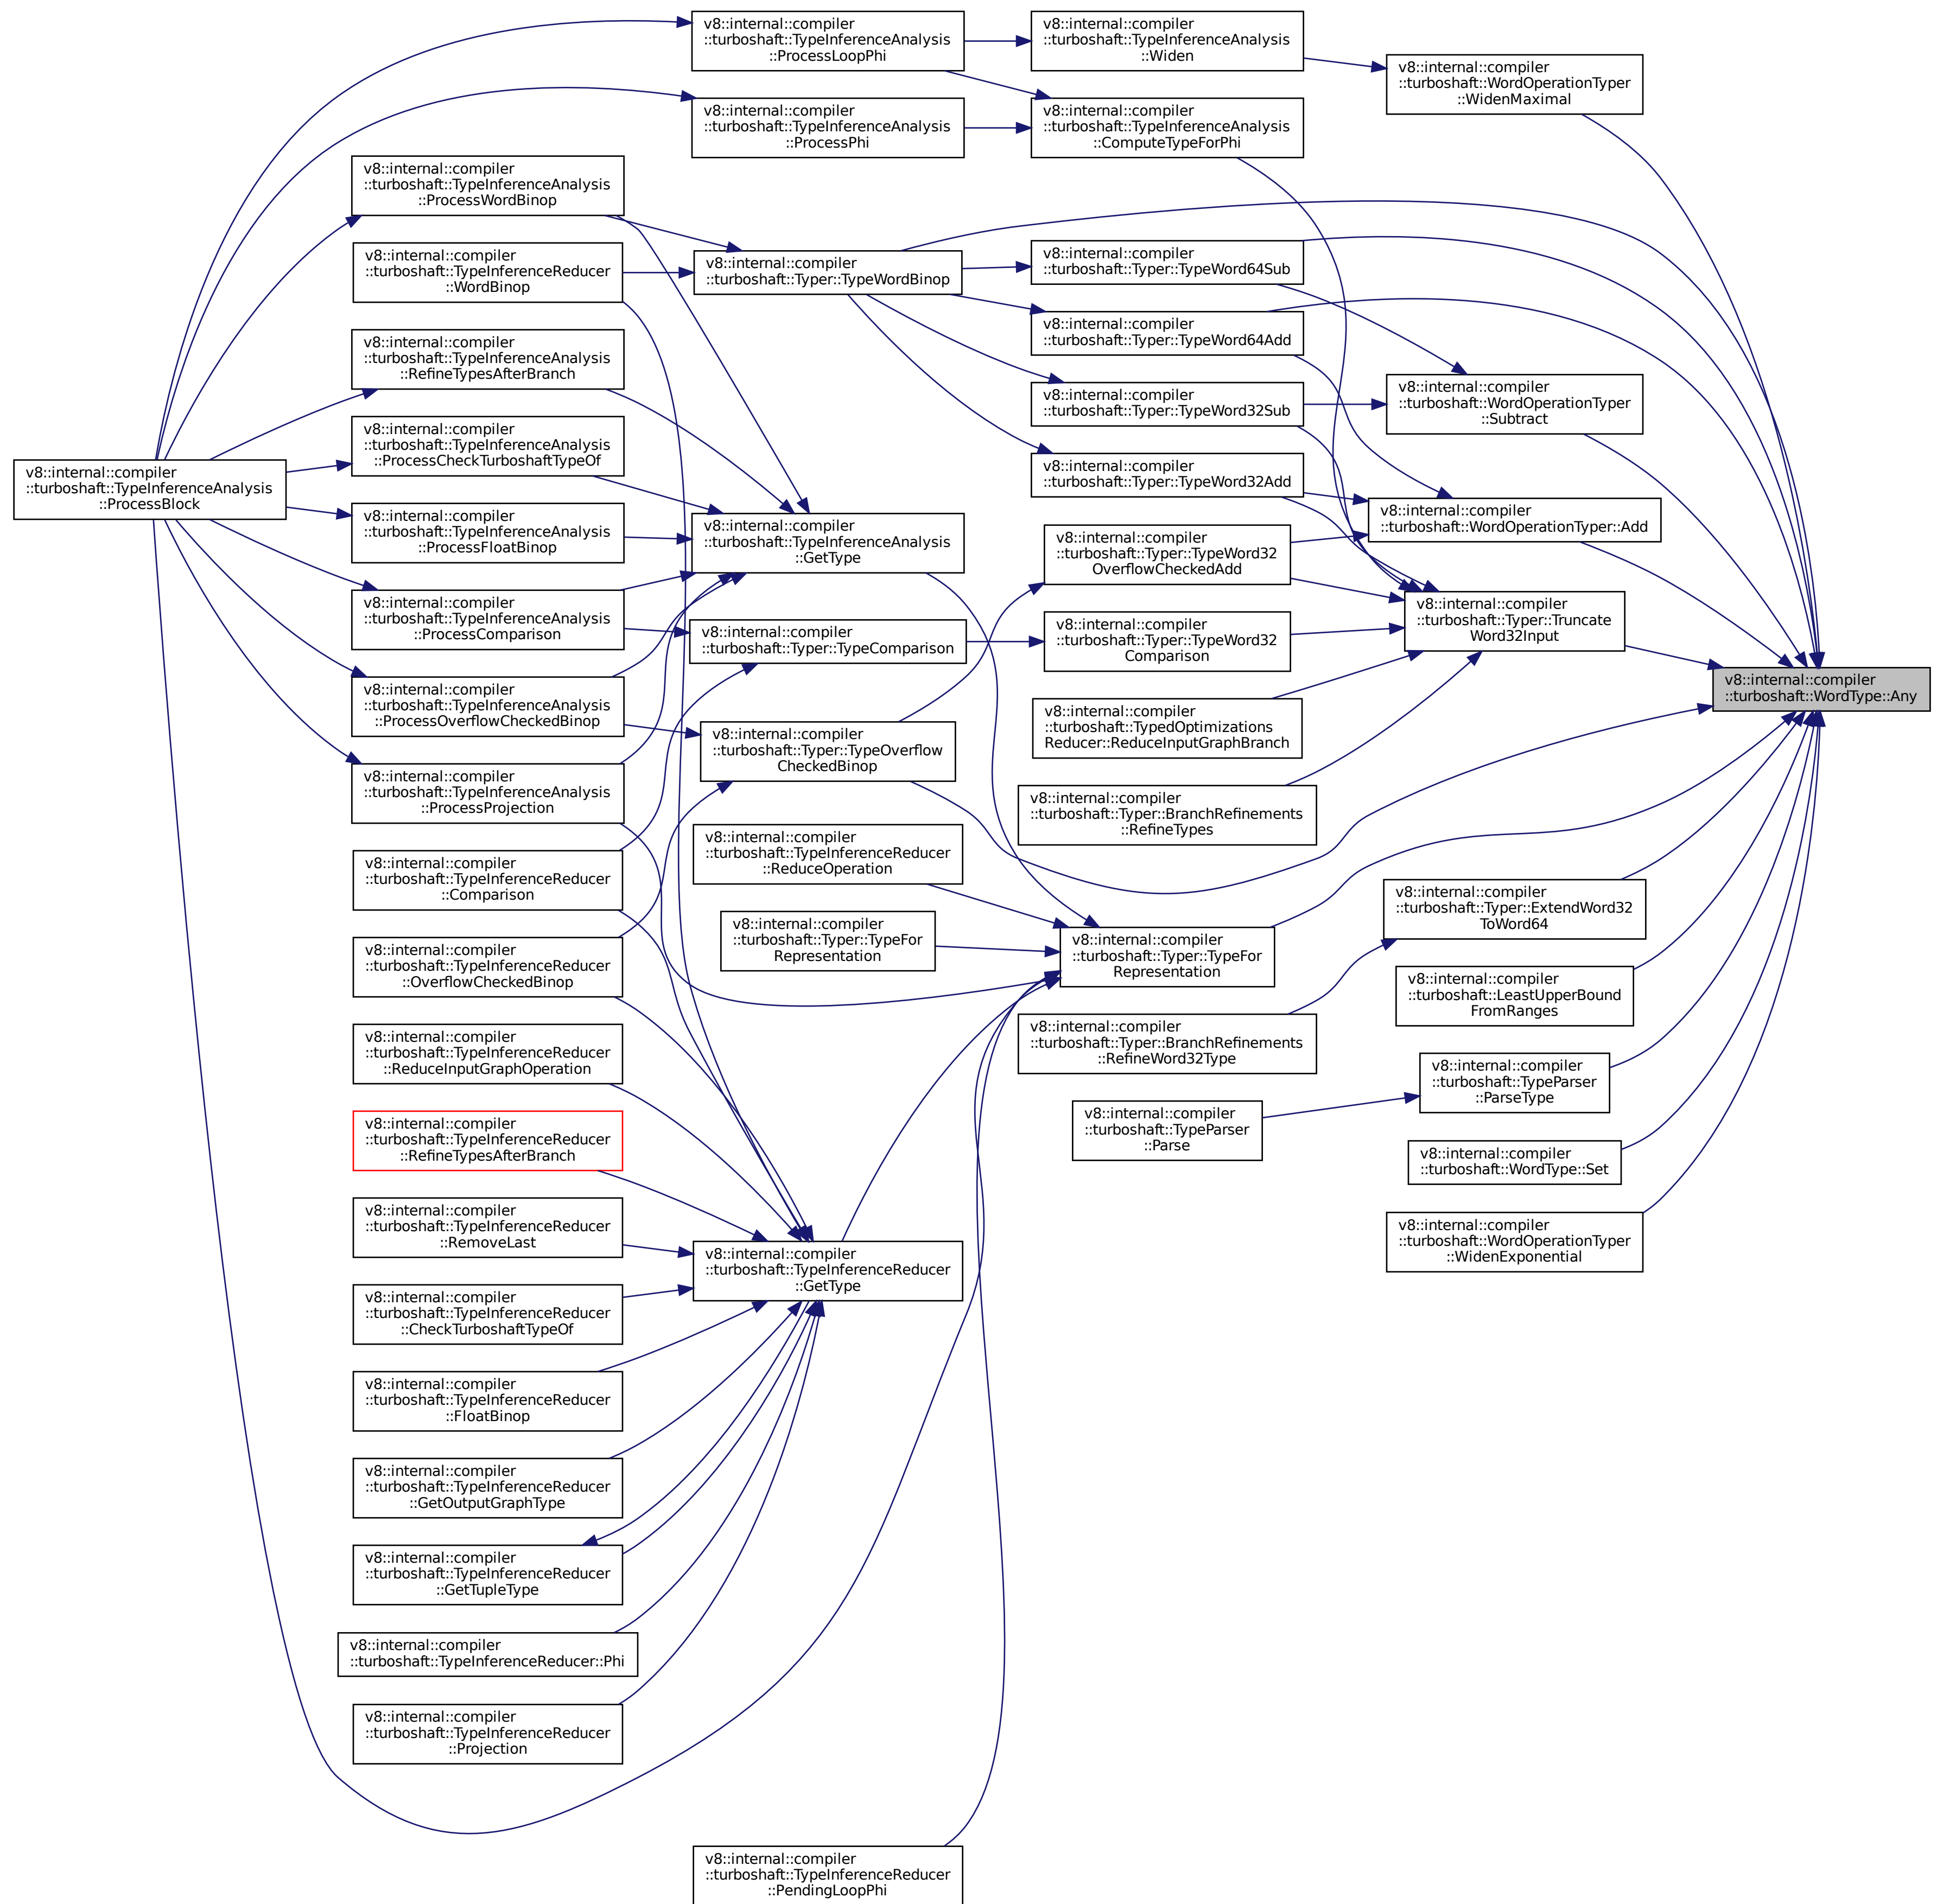 v8::internal::compiler
::turboshaft::TypeInferenceAnalysis
::ProcessLoopPhi
v8::internal::compiler
::turboshaft::TypeInferenceAnalysis
::Widen
v8::internal::compiler
::turboshaft::WordOperationTyper
::WidenMaximal
v8::internal::compiler
::turboshaft::TypeInferenceAnalysis
::ProcessPhi
v8::internal::compiler
::turboshaft::TypeInferenceAnalysis
::ComputeTypeForPhi
v8::internal::compiler
::turboshaft::TypeInferenceAnalysis
::ProcessWordBinop
v8::internal::compiler
::turboshaft::TypeInferenceReducer
::WordBinop
v8::internal::compiler
::turboshaft::Typer::TypeWordBinop
v8::internal::compiler
::turboshaft::Typer::TypeWord64Sub
v8::internal::compiler
::turboshaft::Typer::TypeWord64Add
v8::internal::compiler
::turboshaft::TypeInferenceAnalysis
::RefineTypesAfterBranch
v8::internal::compiler
::turboshaft::Typer::TypeWord32Sub
v8::internal::compiler
::turboshaft::WordOperationTyper
::Subtract
v8::internal::compiler
::turboshaft::TypeInferenceAnalysis
::ProcessCheckTurboshaftTypeOf
v8::internal::compiler
::turboshaft::Typer::TypeWord32Add
v8::internal::compiler
::turboshaft::TypeInferenceAnalysis
::ProcessBlock
v8::internal::compiler
::turboshaft::WordOperationTyper::Add
v8::internal::compiler
::turboshaft::TypeInferenceAnalysis
::ProcessFloatBinop
v8::internal::compiler
::turboshaft::TypeInferenceAnalysis
::GetType
v8::internal::compiler
::turboshaft::Typer::TypeWord32
OverflowCheckedAdd
v8::internal::compiler
::turboshaft::TypeInferenceAnalysis
::ProcessComparison
v8::internal::compiler
::turboshaft::Typer::TypeComparison
v8::internal::compiler
::turboshaft::Typer::TypeWord32
Comparison
v8::internal::compiler
::turboshaft::Typer::Truncate
Word32Input
v8::internal::compiler
::turboshaft::WordType::Any
v8::internal::compiler
::turboshaft::TypeInferenceAnalysis
::ProcessOverflowCheckedBinop
v8::internal::compiler
::turboshaft::Typer::TypeOverflow
CheckedBinop
v8::internal::compiler
::turboshaft::TypedOptimizations
Reducer::ReduceInputGraphBranch
v8::internal::compiler
::turboshaft::TypeInferenceAnalysis
::ProcessProjection
v8::internal::compiler
::turboshaft::Typer::BranchRefinements
::RefineTypes
v8::internal::compiler
::turboshaft::TypeInferenceReducer
::Comparison
v8::internal::compiler
::turboshaft::TypeInferenceReducer
::ReduceOperation
v8::internal::compiler
::turboshaft::Typer::ExtendWord32
ToWord64
v8::internal::compiler
::turboshaft::TypeInferenceReducer
::OverflowCheckedBinop
v8::internal::compiler
::turboshaft::Typer::TypeFor
Representation
v8::internal::compiler
::turboshaft::Typer::TypeFor
Representation
v8::internal::compiler
::turboshaft::LeastUpperBound
FromRanges
v8::internal::compiler
::turboshaft::TypeInferenceReducer
::ReduceInputGraphOperation
v8::internal::compiler
::turboshaft::Typer::BranchRefinements
::RefineWord32Type
v8::internal::compiler
::turboshaft::TypeParser
::ParseType
v8::internal::compiler
::turboshaft::TypeInferenceReducer
::RefineTypesAfterBranch
v8::internal::compiler
::turboshaft::TypeParser
::Parse
v8::internal::compiler
::turboshaft::WordType::Set
v8::internal::compiler
::turboshaft::TypeInferenceReducer
::RemoveLast
v8::internal::compiler
::turboshaft::TypeInferenceReducer
::GetType
v8::internal::compiler
::turboshaft::WordOperationTyper
::WidenExponential
v8::internal::compiler
::turboshaft::TypeInferenceReducer
::CheckTurboshaftTypeOf
v8::internal::compiler
::turboshaft::TypeInferenceReducer
::FloatBinop
v8::internal::compiler
::turboshaft::TypeInferenceReducer
::GetOutputGraphType
v8::internal::compiler
::turboshaft::TypeInferenceReducer
::GetTupleType
v8::internal::compiler
::turboshaft::TypeInferenceReducer::Phi
v8::internal::compiler
::turboshaft::TypeInferenceReducer
::Projection
v8::internal::compiler
::turboshaft::TypeInferenceReducer
::PendingLoopPhi